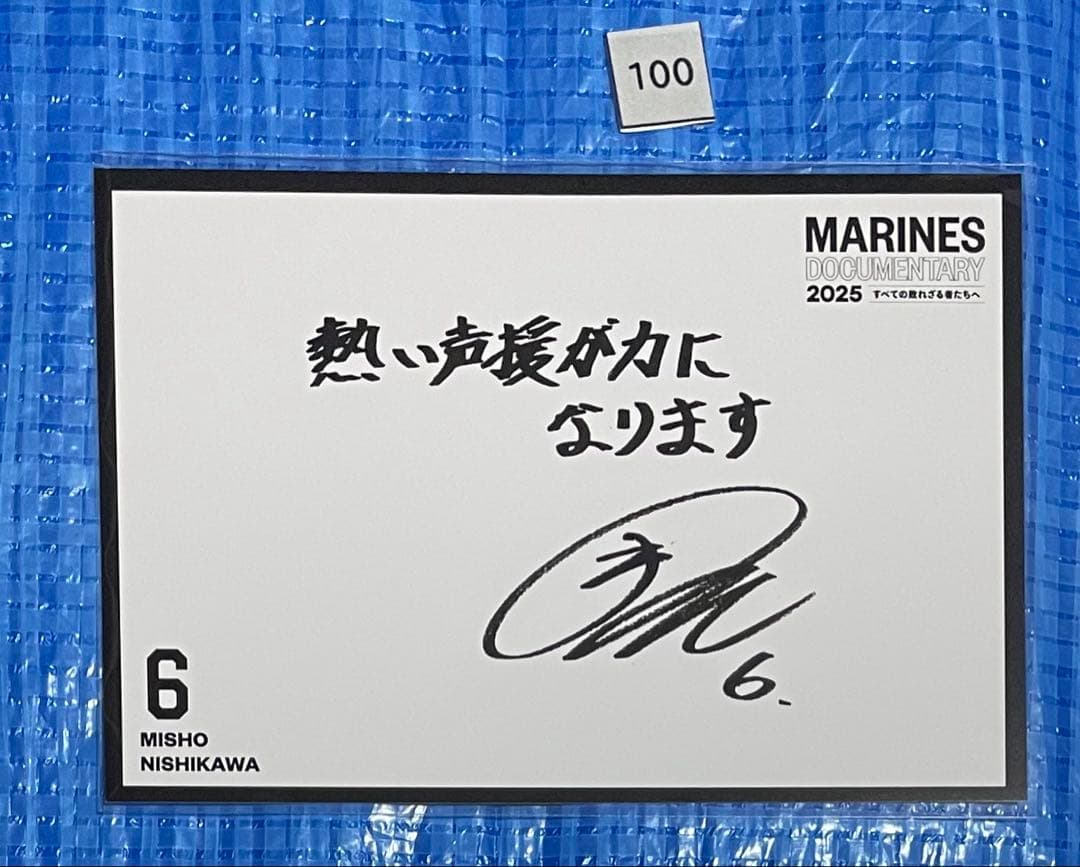 100
MARINES
DOCUMENTARY
2025 すべての敗れざる者たちへ
熱い声援が力に
なります
6.
6
MISHO
NISHIKAWA